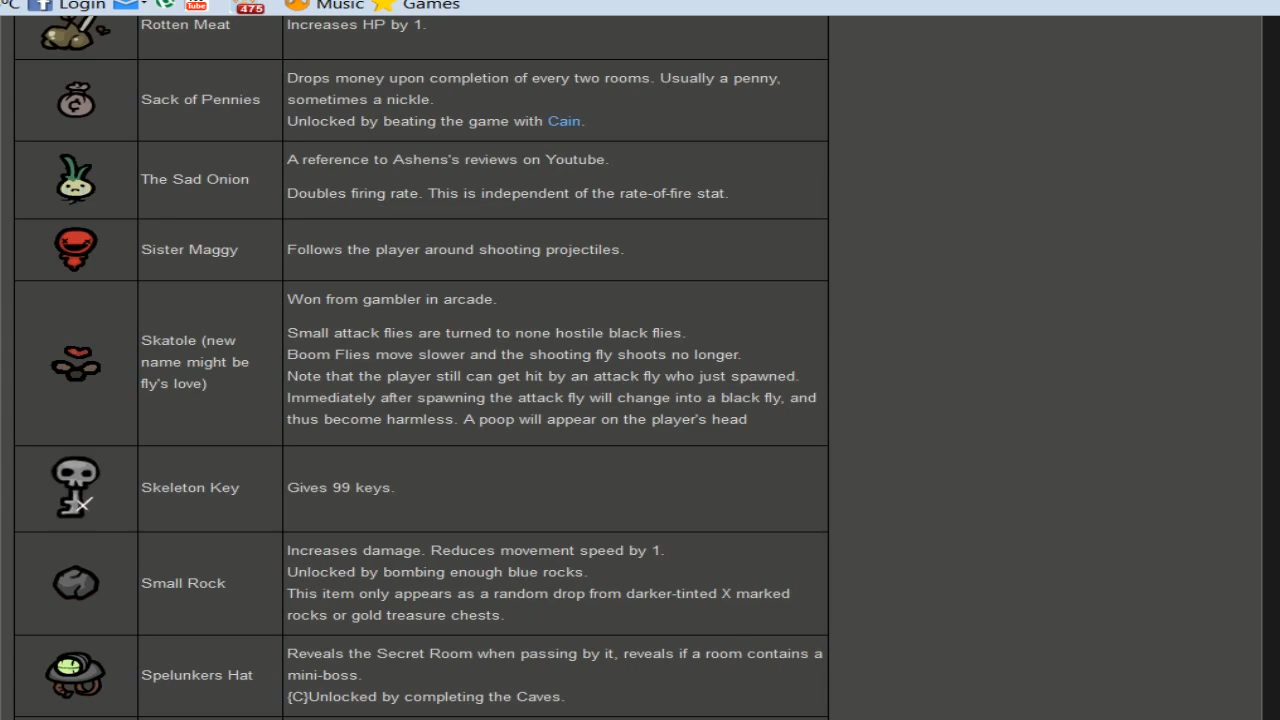 °C Login 475 Music Games
You Tube
Rotten Meat
Increases HP by 1.
Sack of Pennies
Drops money upon completion of every two rooms. Usually a penny,
sometimes a nickle.
Unlocked by beating the game with Cain.
The Sad Onion
A reference to Ashens's reviews on Youtube.
Doubles firing rate. This is independent of the rate-of-fire stat.
Sister Maggy
Follows the player around shooting projectiles.
Skatole (new
name might be
fly's love)
Won from gambler in arcade.
Small attack flies are turned to none hostile black flies.
Boom Flies move slower and the shooting fly shoots no longer.
Note that the player still can get hit by an attack fly who just spawned.
Immediately after spawning the attack fly will change into a black fly, and
thus become harmless. A poop will appear on the player's head
Skeleton Key
Gives 99 keys.
Small Rock
Increases damage. Reduces movement speed by 1.
Unlocked by bombing enough blue rocks.
This item only appears as a random drop from darker-tinted X marked
rocks or gold treasure chests.
Spelunkers Hat
Reveals the Secret Room when passing by it, reveals if a room contains a
mini-boss.
{C}Unlocked by completing the Caves.